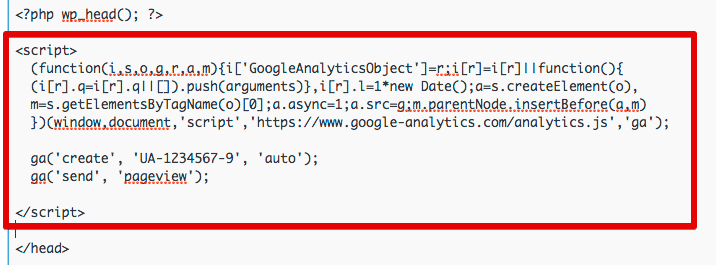 <?php wp_head(); ?>
<script>
(function(i,s,o,g,r,a,m){i['GoogleAnalyticsObject']=r;i[r]=i[r]||function(){
(i[r].q=i[r].q||[]).push(arguments)},i[r].l=1*new Date();a=s.createElement(o),
m=s.getElementsByTagName(o)[0];a.async=1;a.src=g;m.parentNode.insertBefore(a,m)
})(window,document,'script','https://www.google-analytics.com/analytics.js','ga');
ga('create', 'UA-1234567-9', 'auto');
ga('send', 'pageview');
</script>
</head>